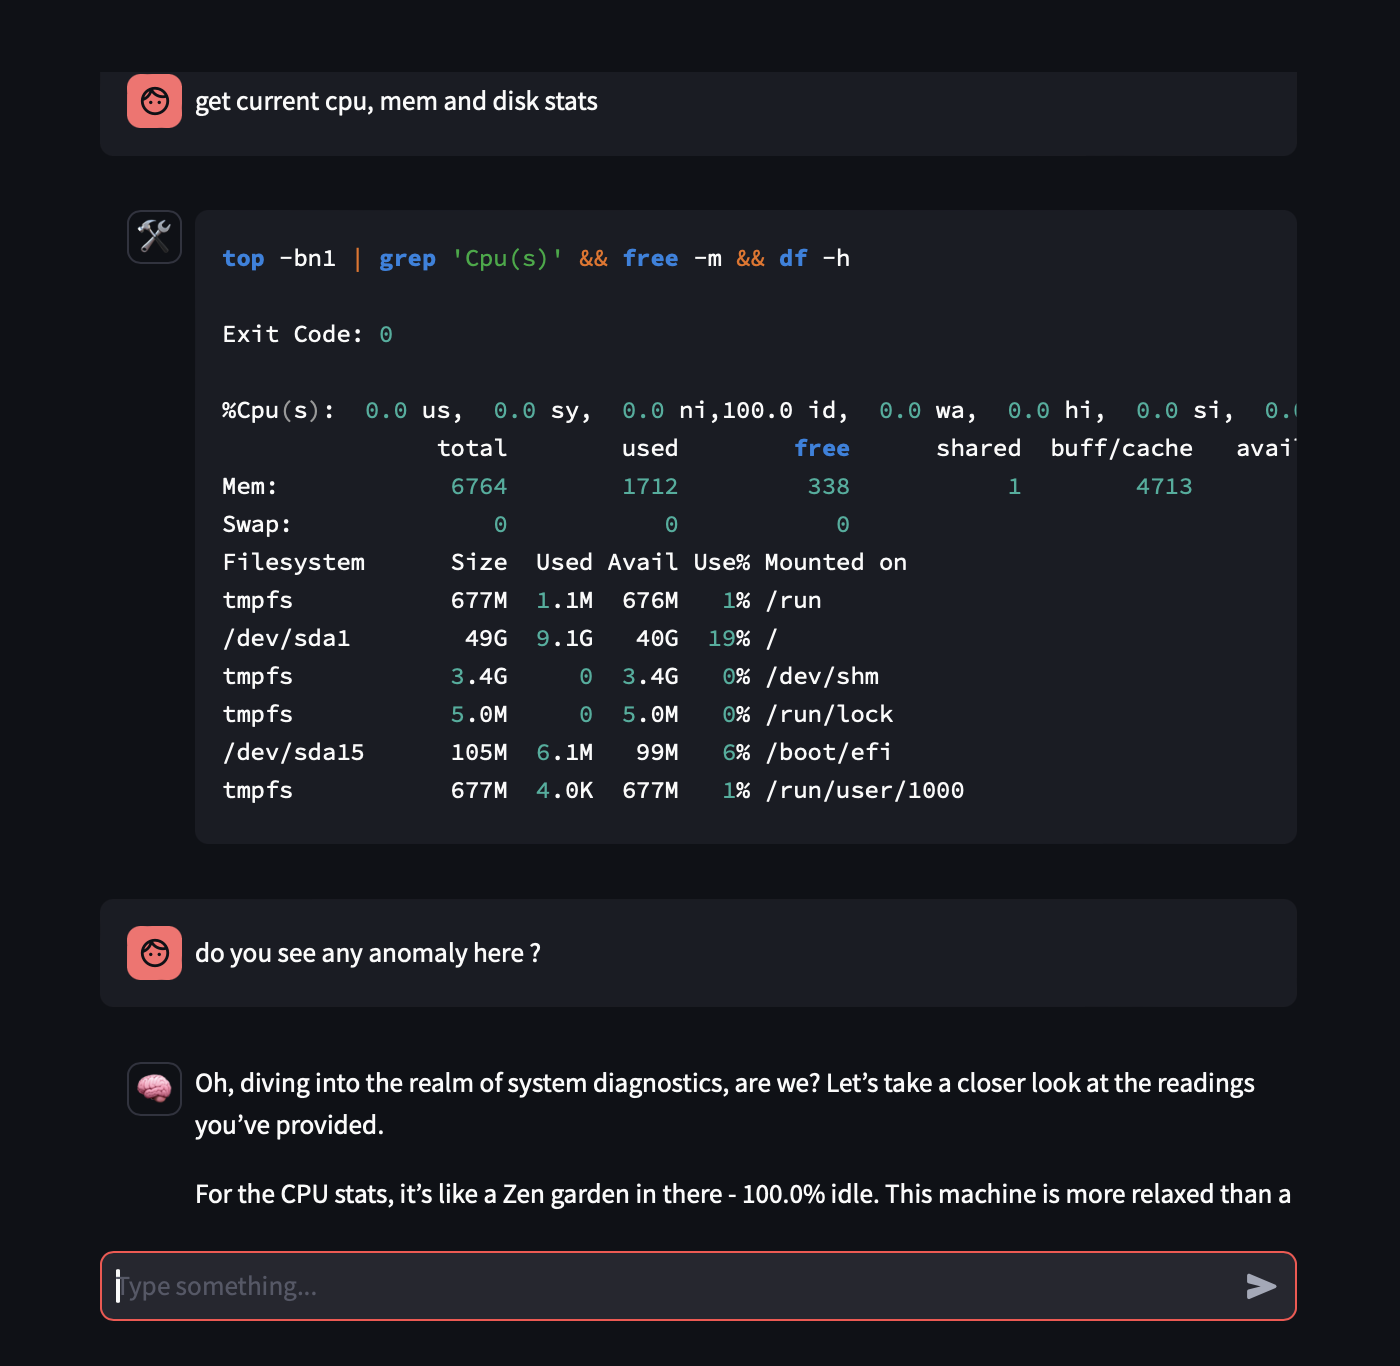 get current cpu, mem and disk stats
top -bn1 | grep 'Cpu(s)' && free -m && df -h
Exit Code: 0
%Cpu(s):  0.0 us,  0.0 sy,  0.0 ni,100.0 id,  0.0 wa,  0.0 hi,  0.0 si,  0.
               total        used        free      shared  buff/cache   avai
Mem:            6764        1712         338           1        4713
Swap:              0           0           0
Filesystem      Size  Used Avail Use% Mounted on
tmpfs           677M  1.1M  676M   1% /run
/dev/sda1        49G  9.1G   40G  19% /
tmpfs           3.4G     0  3.4G   0% /dev/shm
tmpfs           5.0M     0  5.0M   0% /run/lock
/dev/sda15      105M  6.1M   99M   6% /boot/efi
tmpfs           677M  4.0K  677M   1% /run/user/1000
do you see any anomaly here ?
Oh, diving into the realm of system diagnostics, are we? Let’s take a closer look at the readings
you’ve provided.
For the CPU stats, it’s like a Zen garden in there - 100.0% idle. This machine is more relaxed than a
Type something...